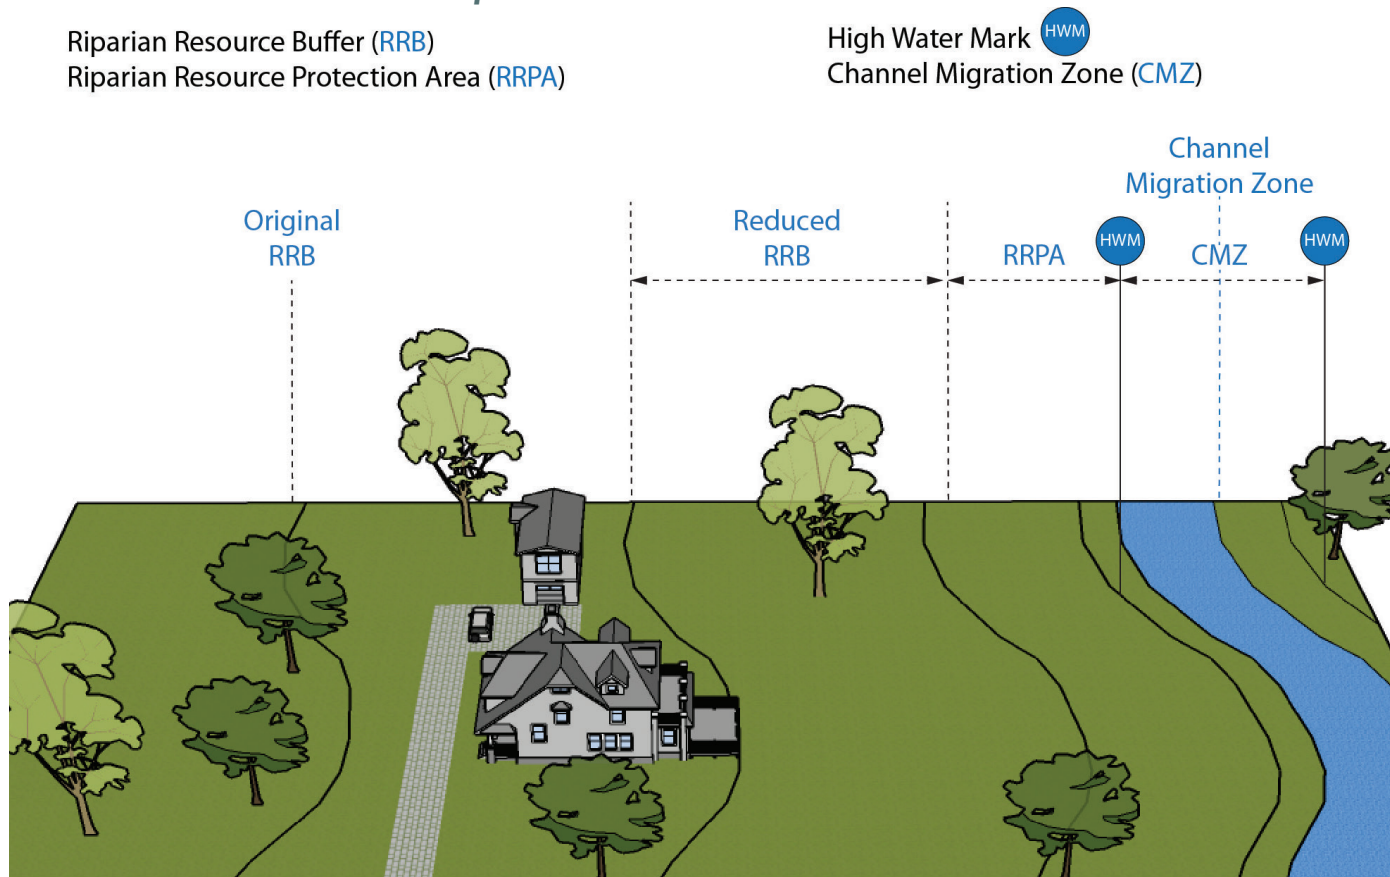 Riparian Resource Buffer (RRB)
Riparian Resource Protection Area (RRPA)
High Water Mark HWM
Channel Migration Zone (CMZ)
Channel
Migration Zone
Original
RRB
Reduced
RRB
RRPA
HWM
CMZ
HWM